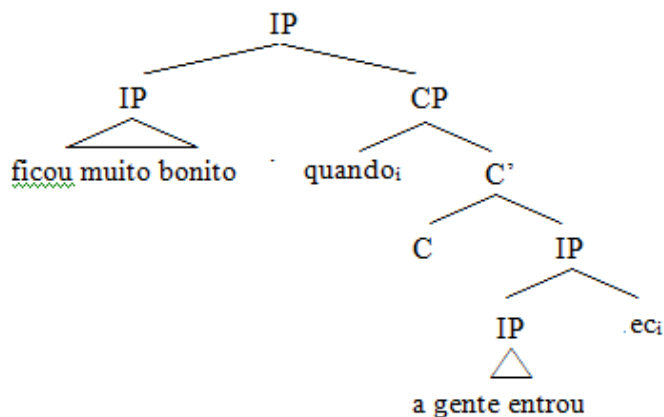 IP
IP CP
ficou muito bonito quandoᵢ C’
C IP
IP ecᵢ
a gente entrou